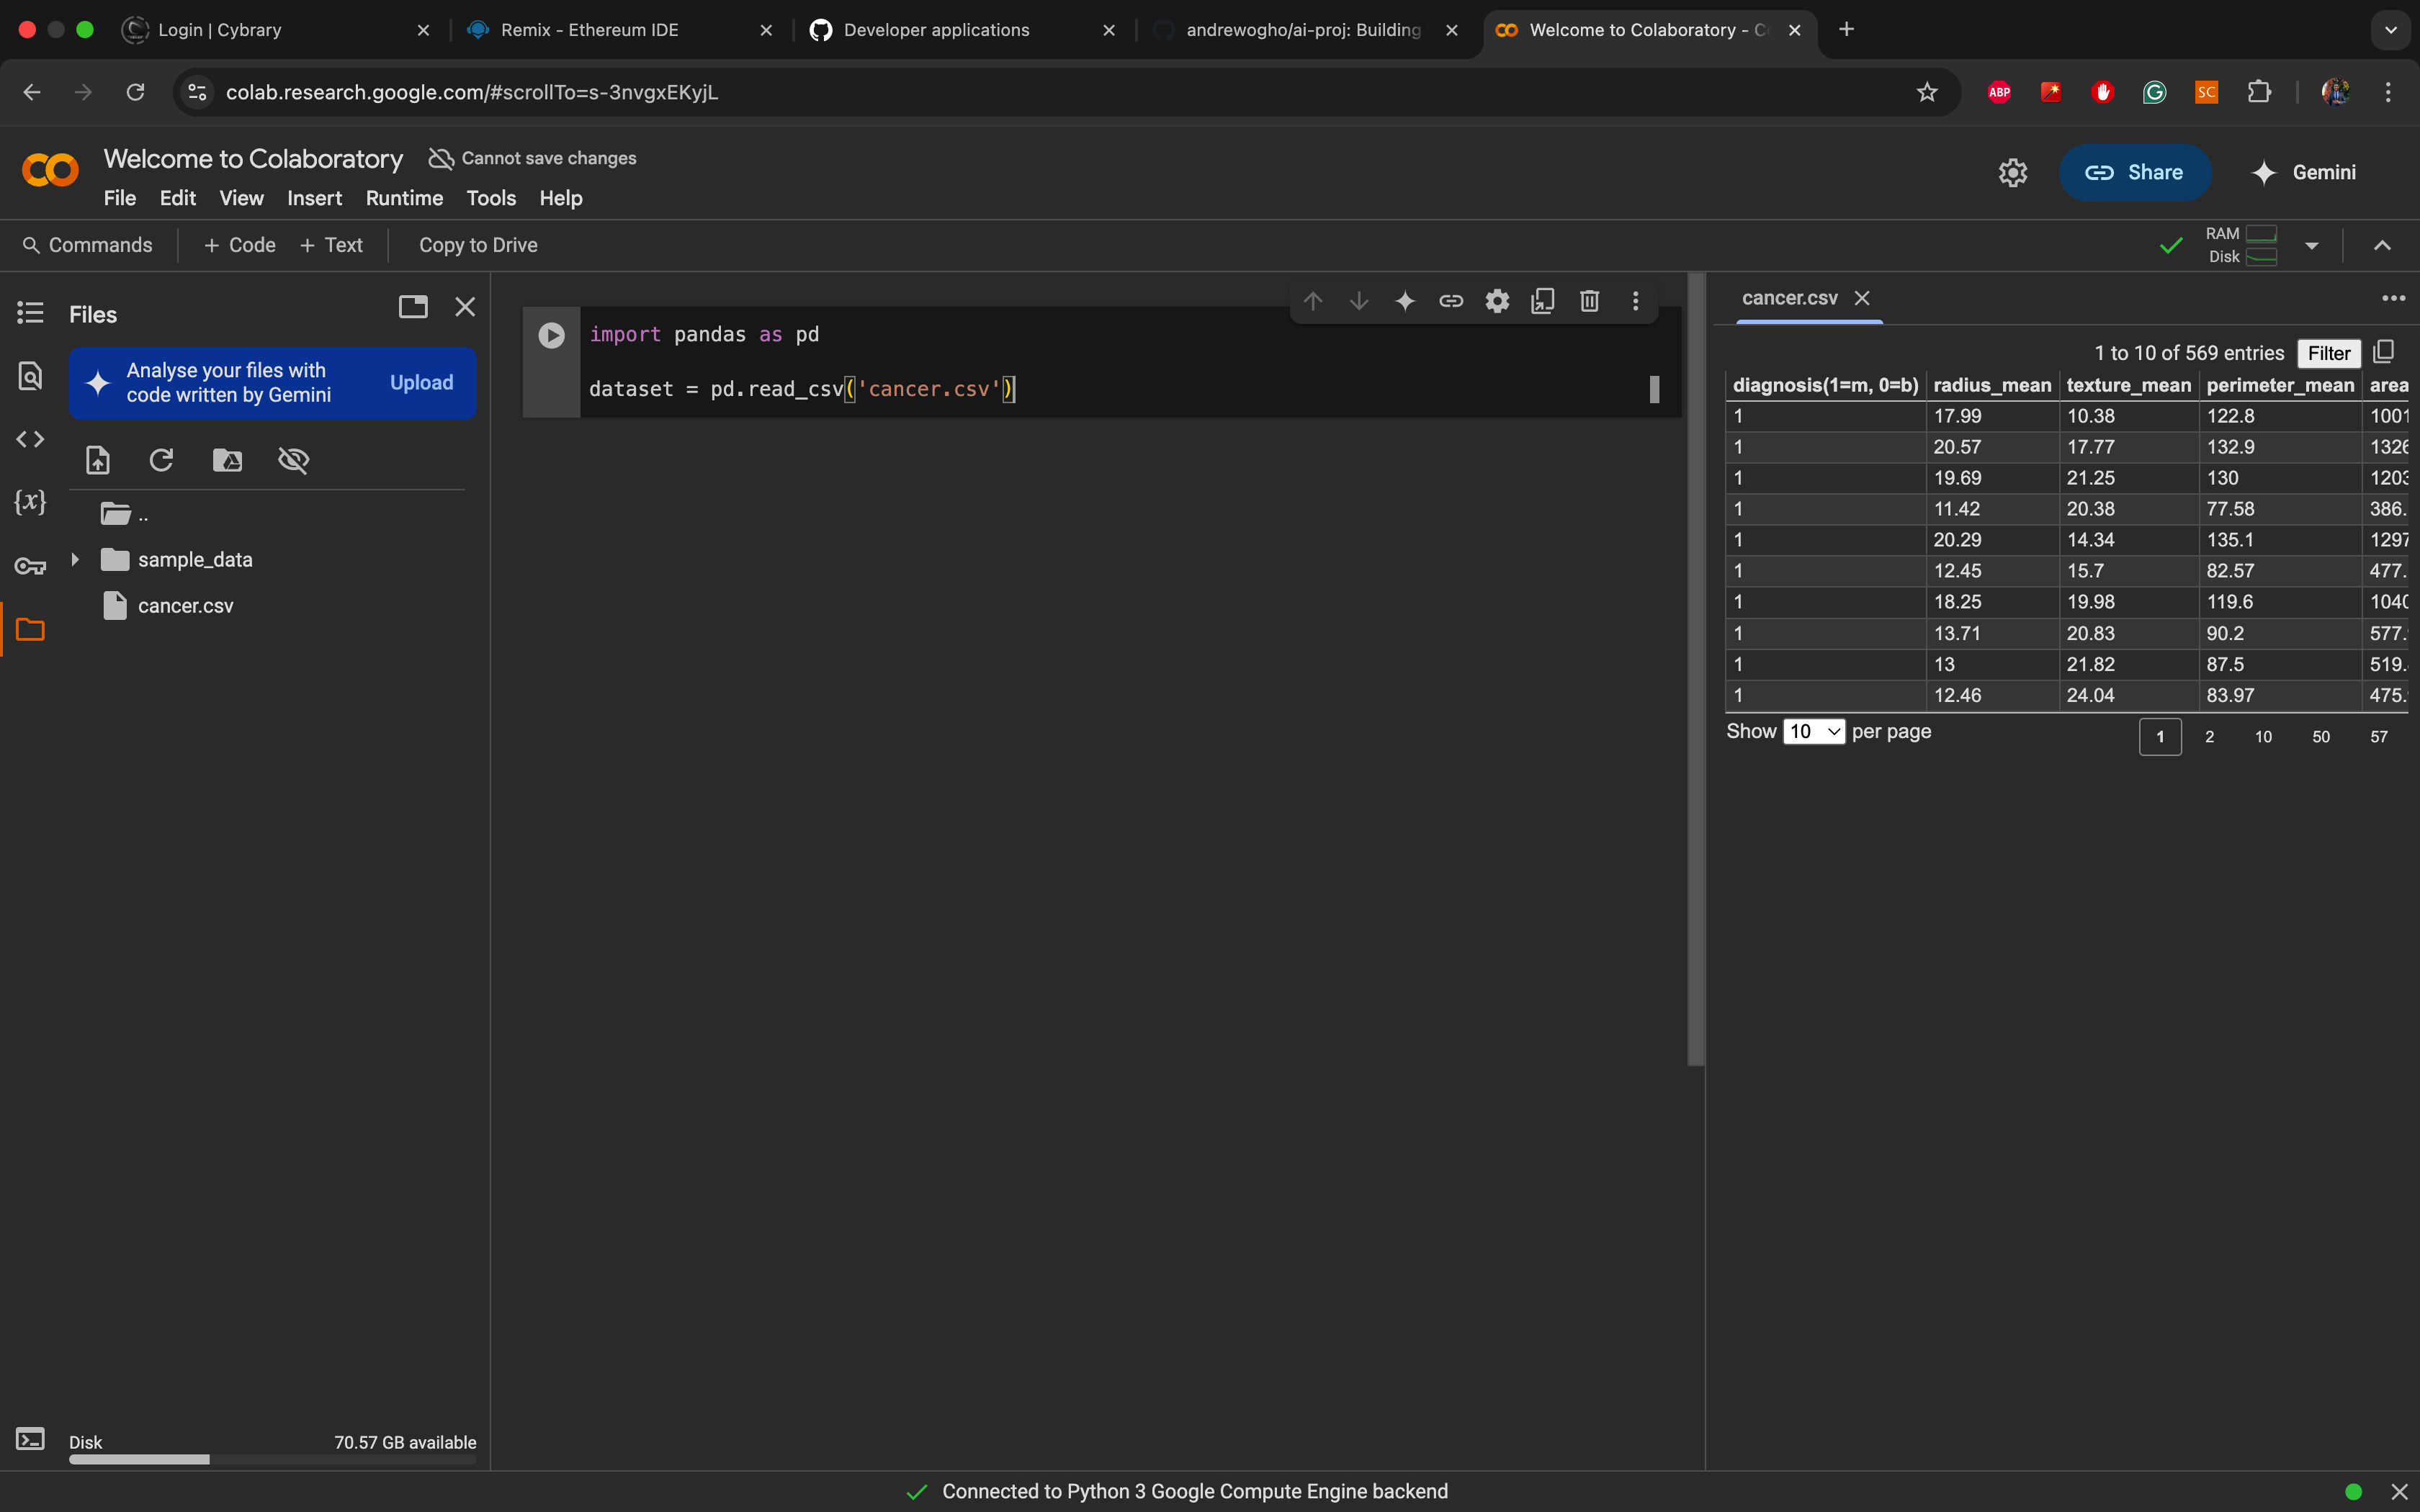 Login | Cybrary
Remix - Ethereum IDE
Developer applications
andrewogho/ai-proj: Building
Welcome to Colaboratory - C
colab.research.google.com/#scrollTo=s-3nvgxEKyjL
ABP
SC
Welcome to Colaboratory
Cannot save changes
File Edit View Insert Runtime Tools Help
Share
Gemini
Commands
+ Code + Text
Copy to Drive
RAM
Disk
Files
Analyse your files with
code written by Gemini
Upload
..
sample_data
cancer.csv
Disk
70.57 GB available
import pandas as pd
dataset = pd.read_csv('cancer.csv')
cancer.csv
1 to 10 of 569 entries Filter
diagnosis(1=m, 0=b) radius_mean texture_mean perimeter_mean area
1 17.99 10.38 122.8 1001
1 20.57 17.77 132.9 1326
1 19.69 21.25 130 1203
1 11.42 20.38 77.58 386.
1 20.29 14.34 135.1 1297
1 12.45 15.7 82.57 477.
1 18.25 19.98 119.6 1040
1 13.71 20.83 90.2 577.
1 13 21.82 87.5 519.
1 12.46 24.04 83.97 475.
Show 10 per page
1 2 10 50 57
Connected to Python 3 Google Compute Engine backend